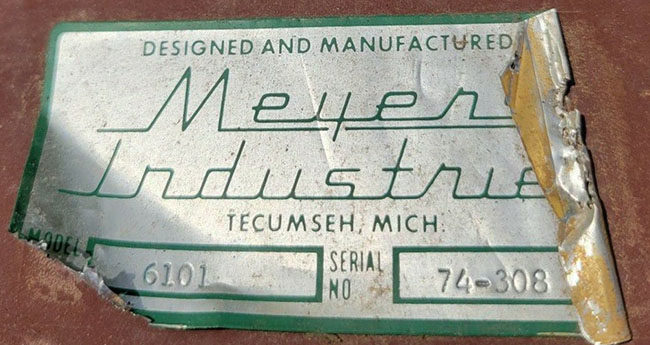 DESIGNED AND MANUFACTURED
Meyer
Industrie
TECUMSEH, MICH.
MODEL 6101 SERIAL NO 74-308